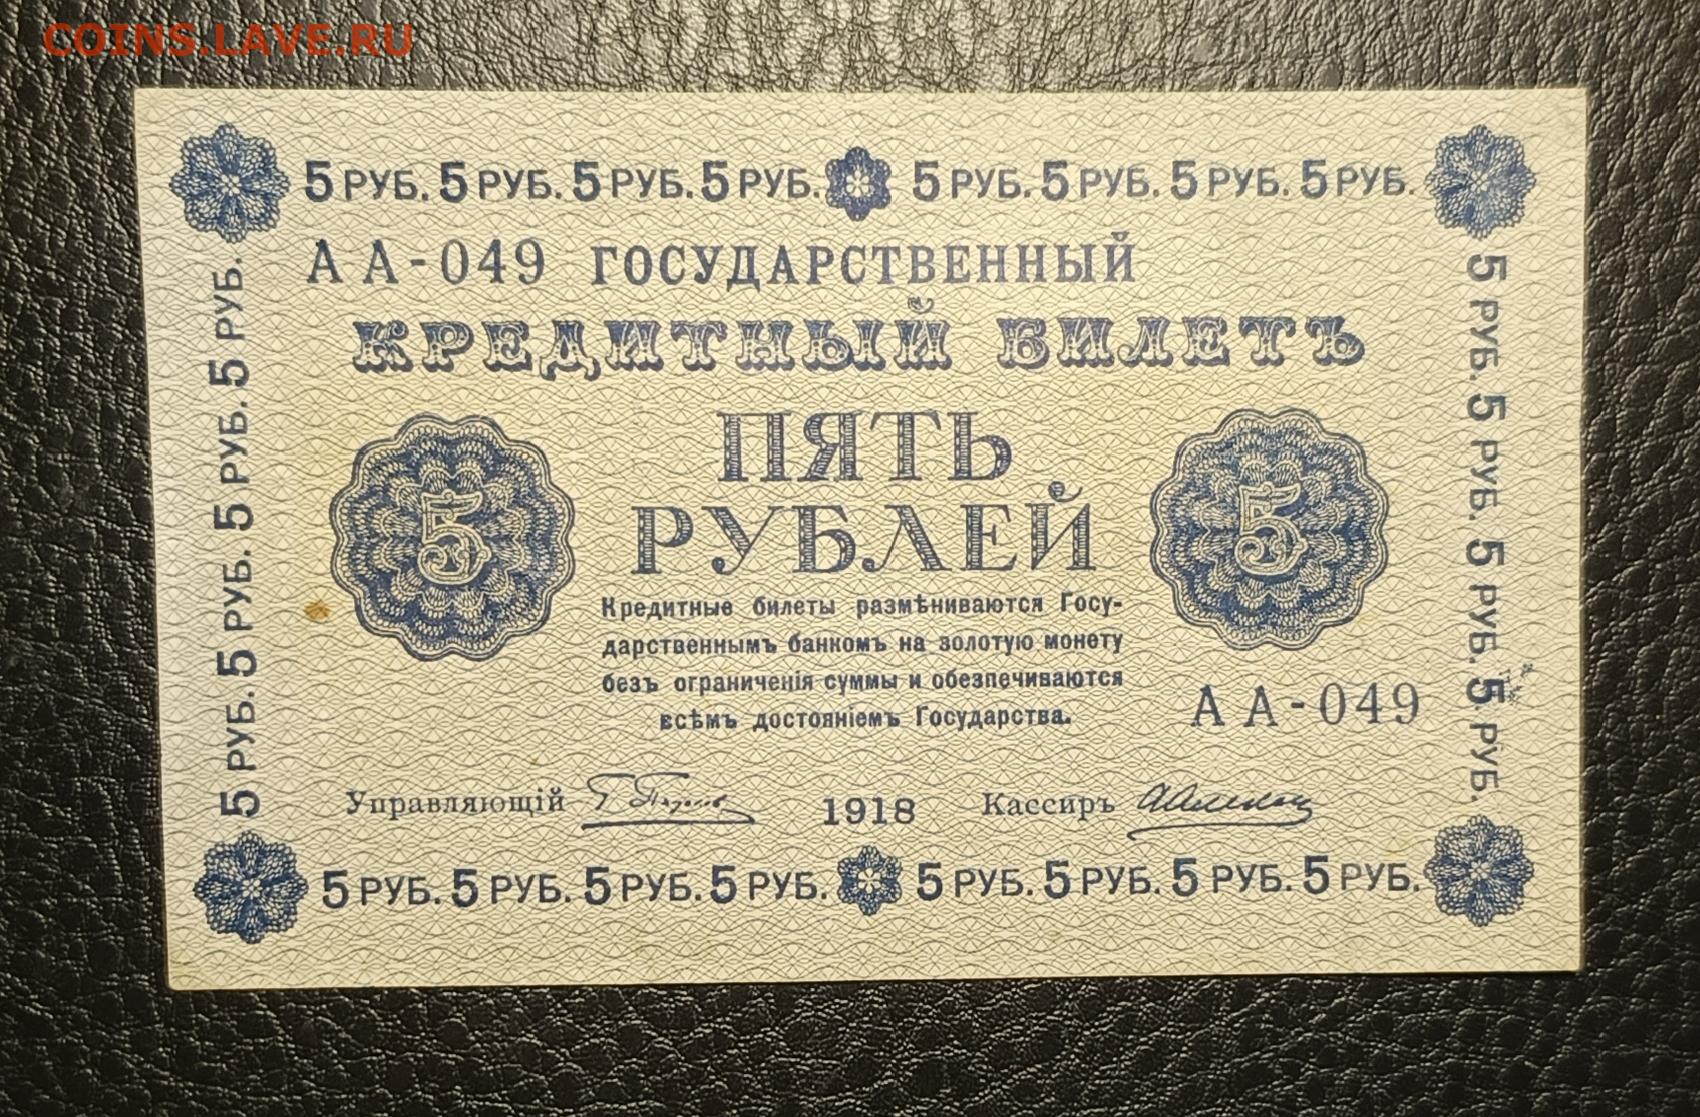 COINS.LAVE.RU
5 РУБ. 5 РУБ. 5 РУБ. 5 РУБ. 5 РУБ. 5 РУБ. 5 РУБ. 5 РУБ.
АА-049 ГОСУДАРСТВЕННЫЙ
КРЕДИТНЫЙ БИЛЕТЪ
5 РУБ. 5 РУБ. 5 РУБ. 5 РУБ.
5
ПЯТЬ
РУБЛЕЙ
5
5 РУБ. 5 РУБ. 5 РУБ. 5 РУБ.
Кредитные билеты размѣниваются Госу-
дарственнымъ банкомъ на золотую монету
безъ ограниченія суммы и обезпечиваются
всѣмъ достояніемъ Государства.
АА-049
Управляющій 1918 Кассиръ
5 РУБ. 5 РУБ. 5 РУБ. 5 РУБ. 5 РУБ. 5 РУБ. 5 РУБ. 5 РУБ.